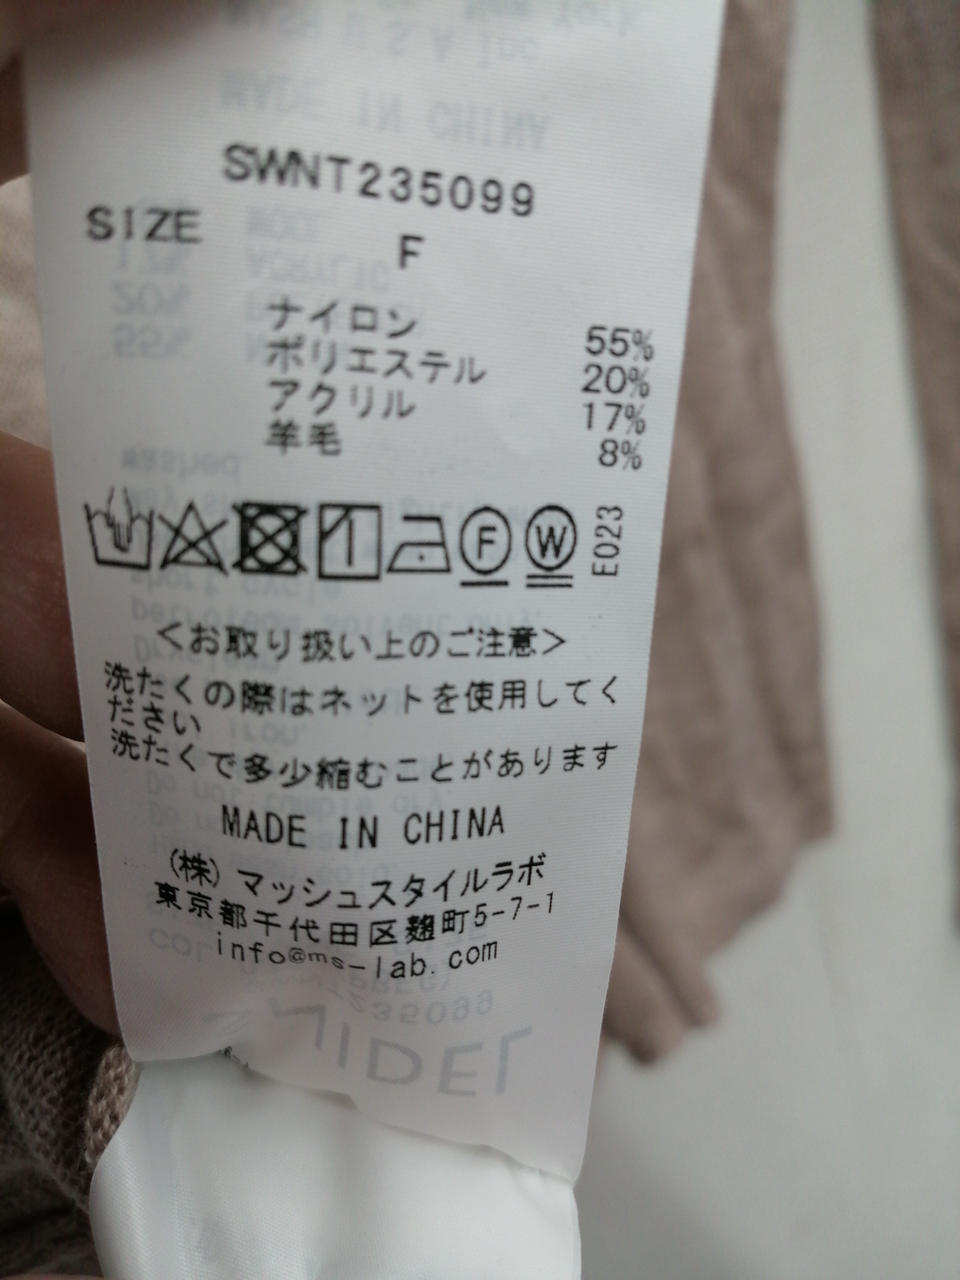 SWNT235099
SIZE F
ナイロン 55%
ポリエステル 20%
アクリル 17%
羊毛 8%
F W E023
<お取り扱い上のご注意>
洗たくの際はネットを使用してく
ださい
洗たくで多少縮むことがあります
MADE IN CHINA
(株) マッシュスタイルラボ
東京都千代田区麹町5-7-1
info@ms-lab.com